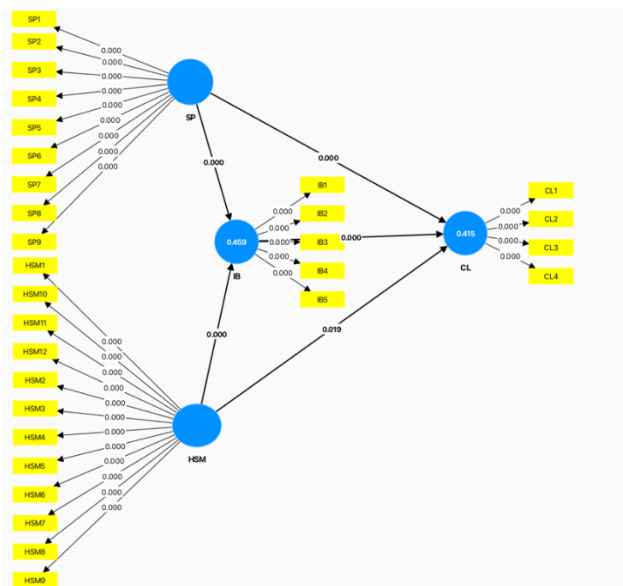 SP1
SP2
SP3
SP4
SP5
SP6
SP7
SP8
SP9
0.000
0.000
0.000
0.000
0.000
0.000
0.000
0.000
0.000
SP
0.000
0.000
IB1
IB2
IB3
IB4
IB5
0.000
0.000
0.000
0.000
0.000
0.459
IB
0.000
0.415
CL
CL1
CL2
CL3
CL4
0.000
0.000
0.000
0.000
HSM1
HSM10
HSM11
HSM12
HSM2
HSM3
HSM4
HSM5
HSM6
HSM7
HSM8
HSM9
0.000
0.000
0.000
0.000
0.000
0.000
0.000
0.000
0.000
0.000
0.000
0.000
0.000
0.019
HSM